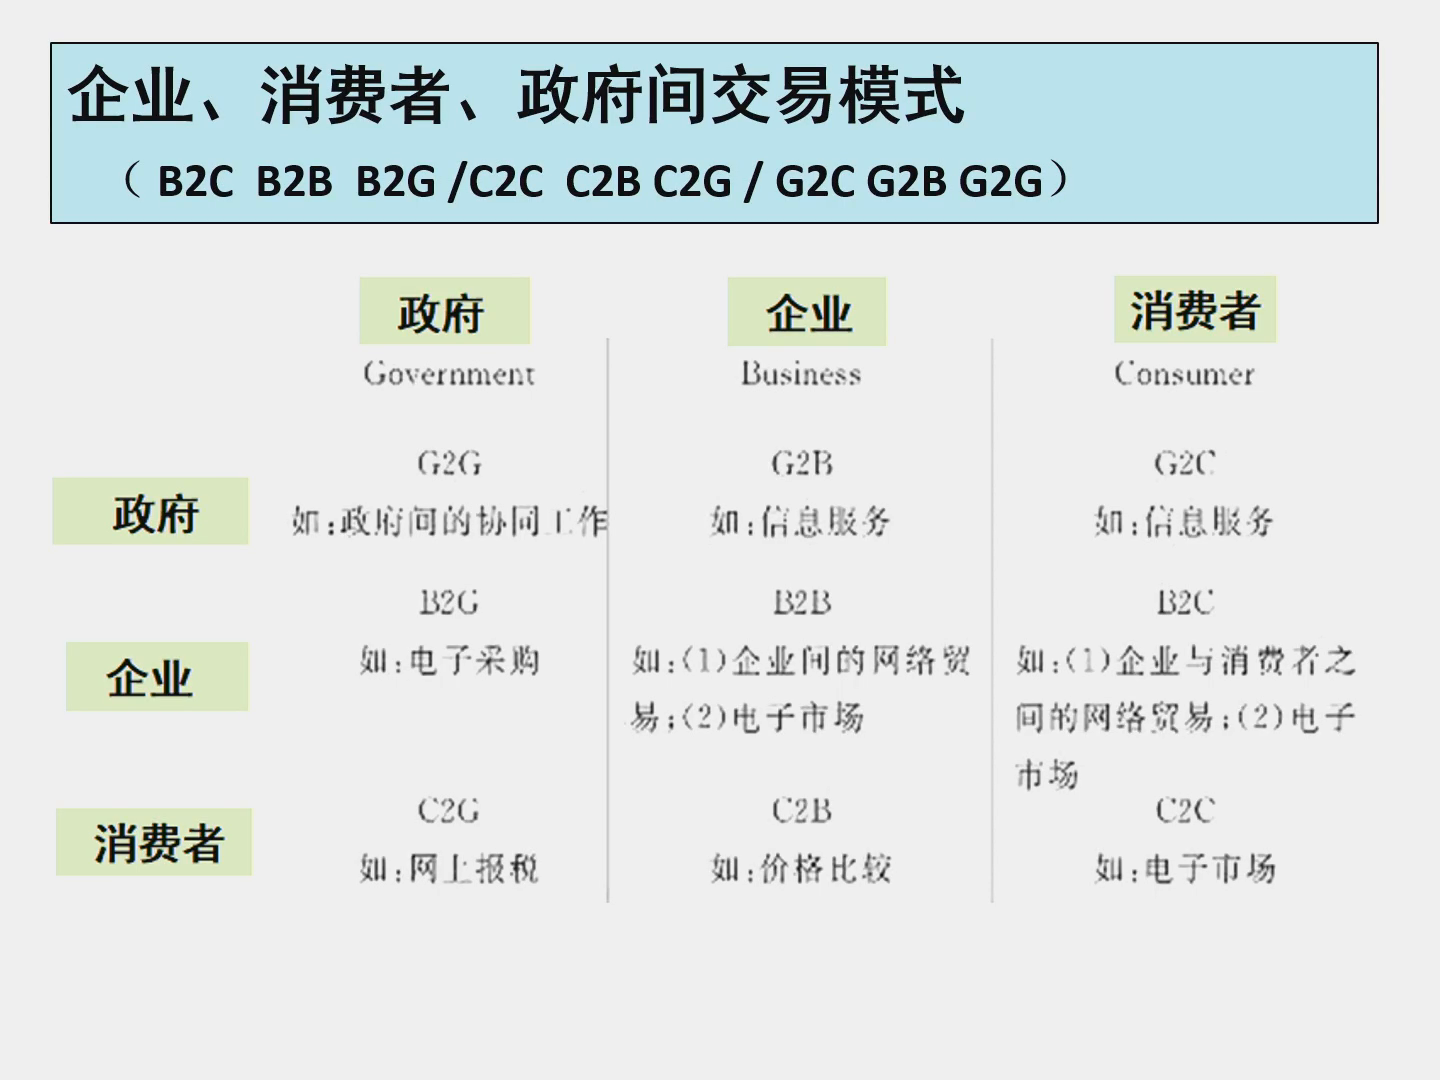 企业、消费者、政府间交易模式
（ B2C B2B B2G /C2C C2B C2G / G2C G2B G2G）
政府 企业 消费者
Government Business Consumer
G2G G2B G2C
政府 如:政府间的协同工作 如:信息服务 如:信息服务
B2G B2B B2C
企业 如:电子采购 如:(1)企业间的网络贸 如:(1)企业与消费者之
易;(2)电子市场 间的网络贸易;(2)电子
市场
C2G C2B C2C
消费者 如:网上报税 如:价格比较 如:电子市场